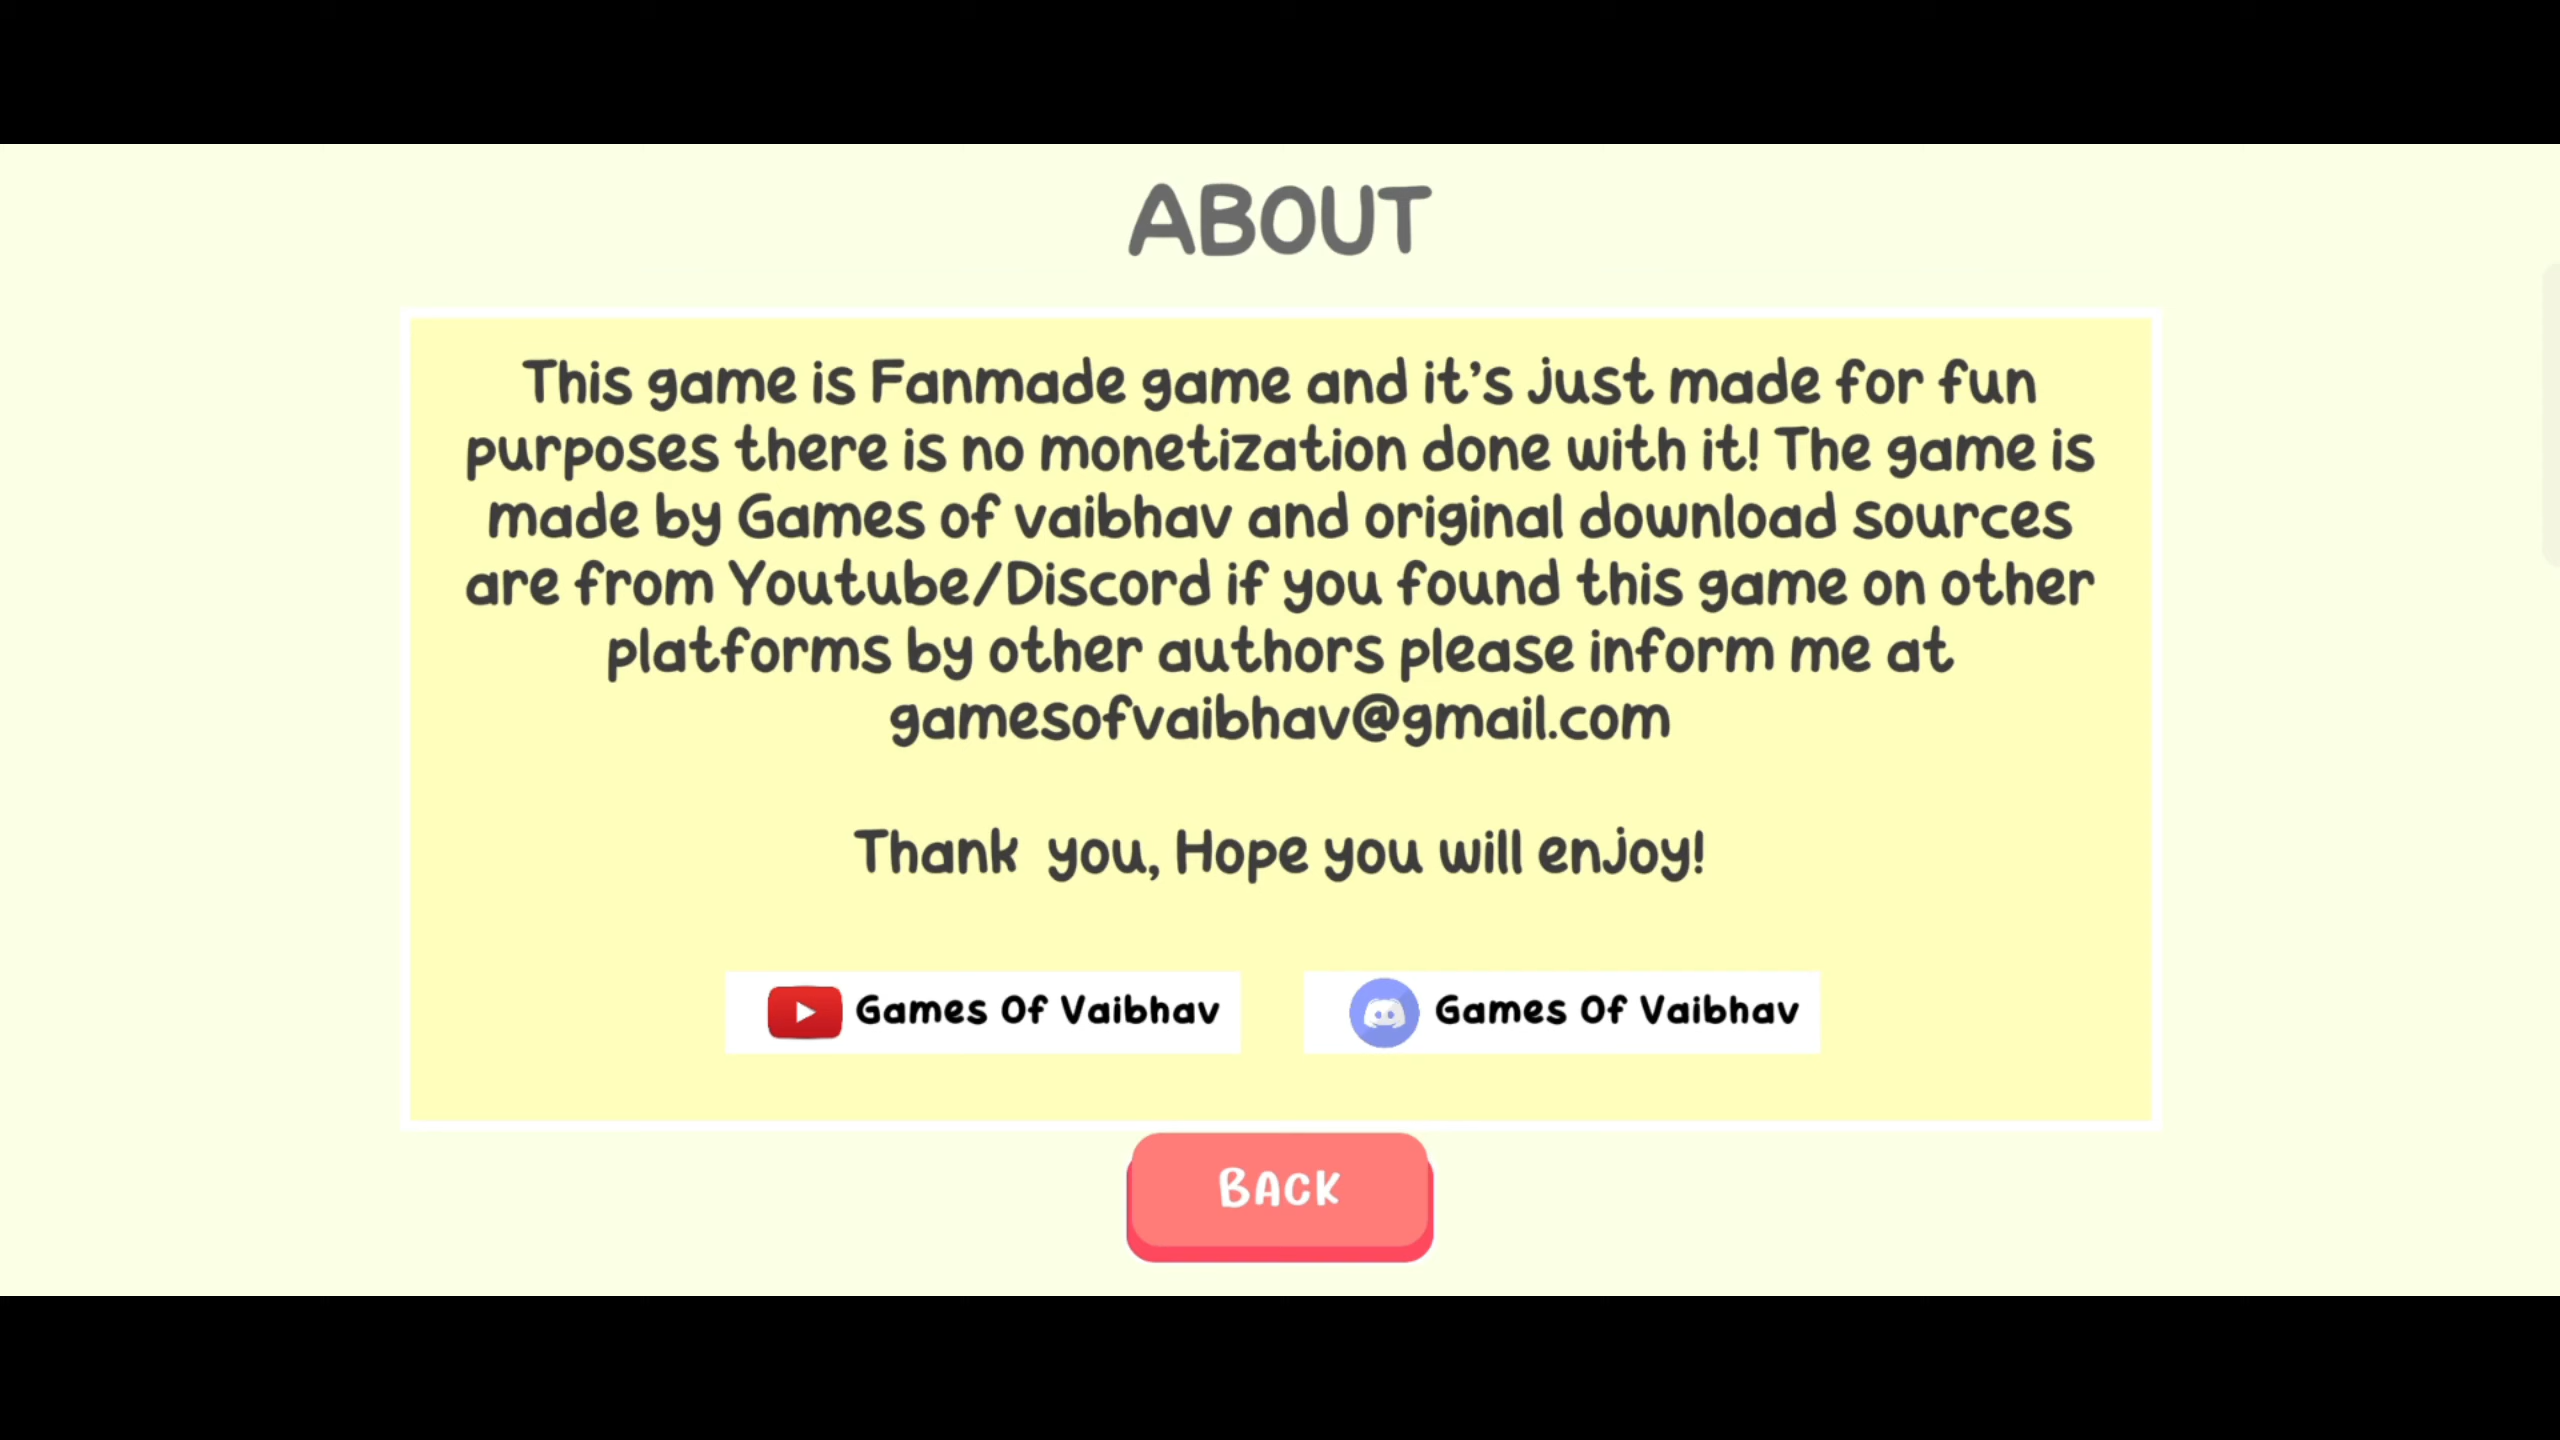 ABOUT
This game is Fanmade game and it's just made for fun
purposes there is no monetization done with it! The game is
made by Games of vaibhav and original download sources
are from Youtube/Discord if you found this game on other
platforms by other authors please inform me at
gamesofvaibhav@gmail.com
Thank  you, Hope you will enjoy!
Games Of Vaibhav
Games Of Vaibhav
BACK